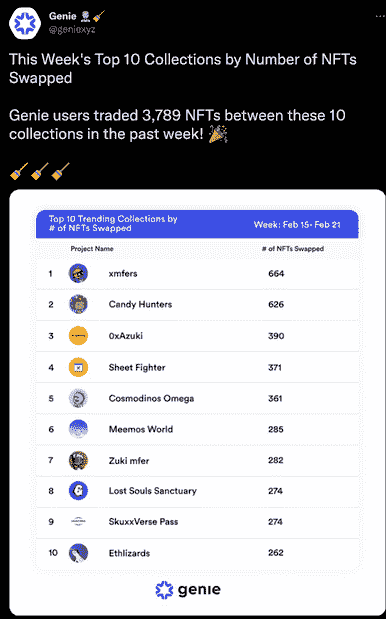 Genie
@geniexyz
This Week's Top 10 Collections by Number of NFTs
Swapped
Genie users traded 3,789 NFTs between these 10
collections in the past week! 🎉
🧹🧹🧹
Top 10 Trending Collections by
# of NFTs Swapped
Week: Feb 15- Feb 21
Project Name # of NFTs Swapped
1 xmfers 664
2 Candy Hunters 626
3 0xAzuki 390
4 Sheet Fighter 371
5 Cosmodinos Omega 361
6 Meemos World 285
7 Zuki mfer 282
8 Lost Souls Sanctuary 274
9 SkuxxVerse Pass 274
10 Ethlizards 262
genie